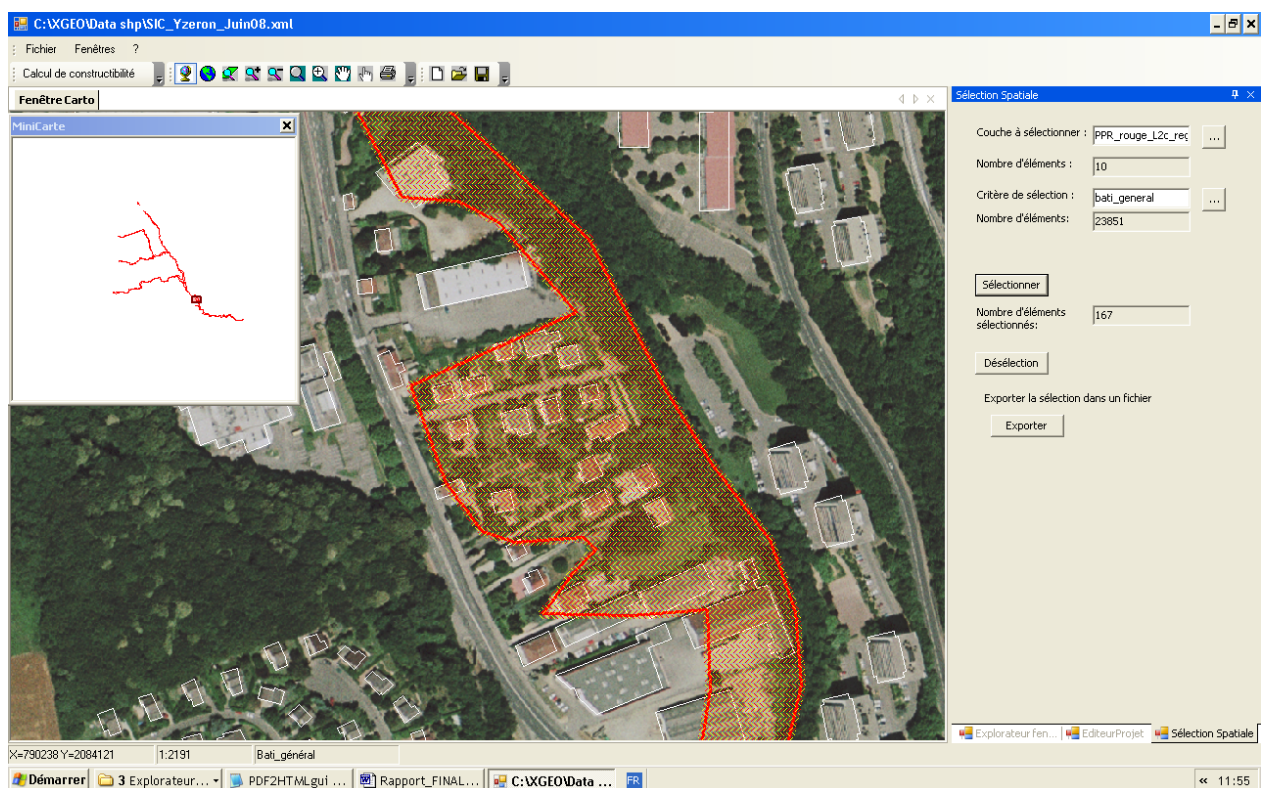 C:\XGEO\Data shp\SIC_Yzeron_Juin08.xml
Fichier Fenêtres ?
Calcul de constructibilité
Fenêtre Carto
MiniCarte
Sélection Spatiale
Couche à sélectionner : PPR_rouge_L2c_reg ...
Nombre d'éléments : 10
Critère de sélection : bati_general ...
Nombre d'éléments: 23851
Sélectionner
Nombre d'éléments
sélectionnés: 167
Désélection
Exporter la sélection dans un fichier
Exporter
Explorateur fen... EditeurProjet Sélection Spatiale
X=790238 Y=2084121 1:2191 Bati_général
Démarrer 3 Explorateur... PDF2HTMLgui ... Rapport_FINAL... C:\XGEO\Data ... FR « 11:55